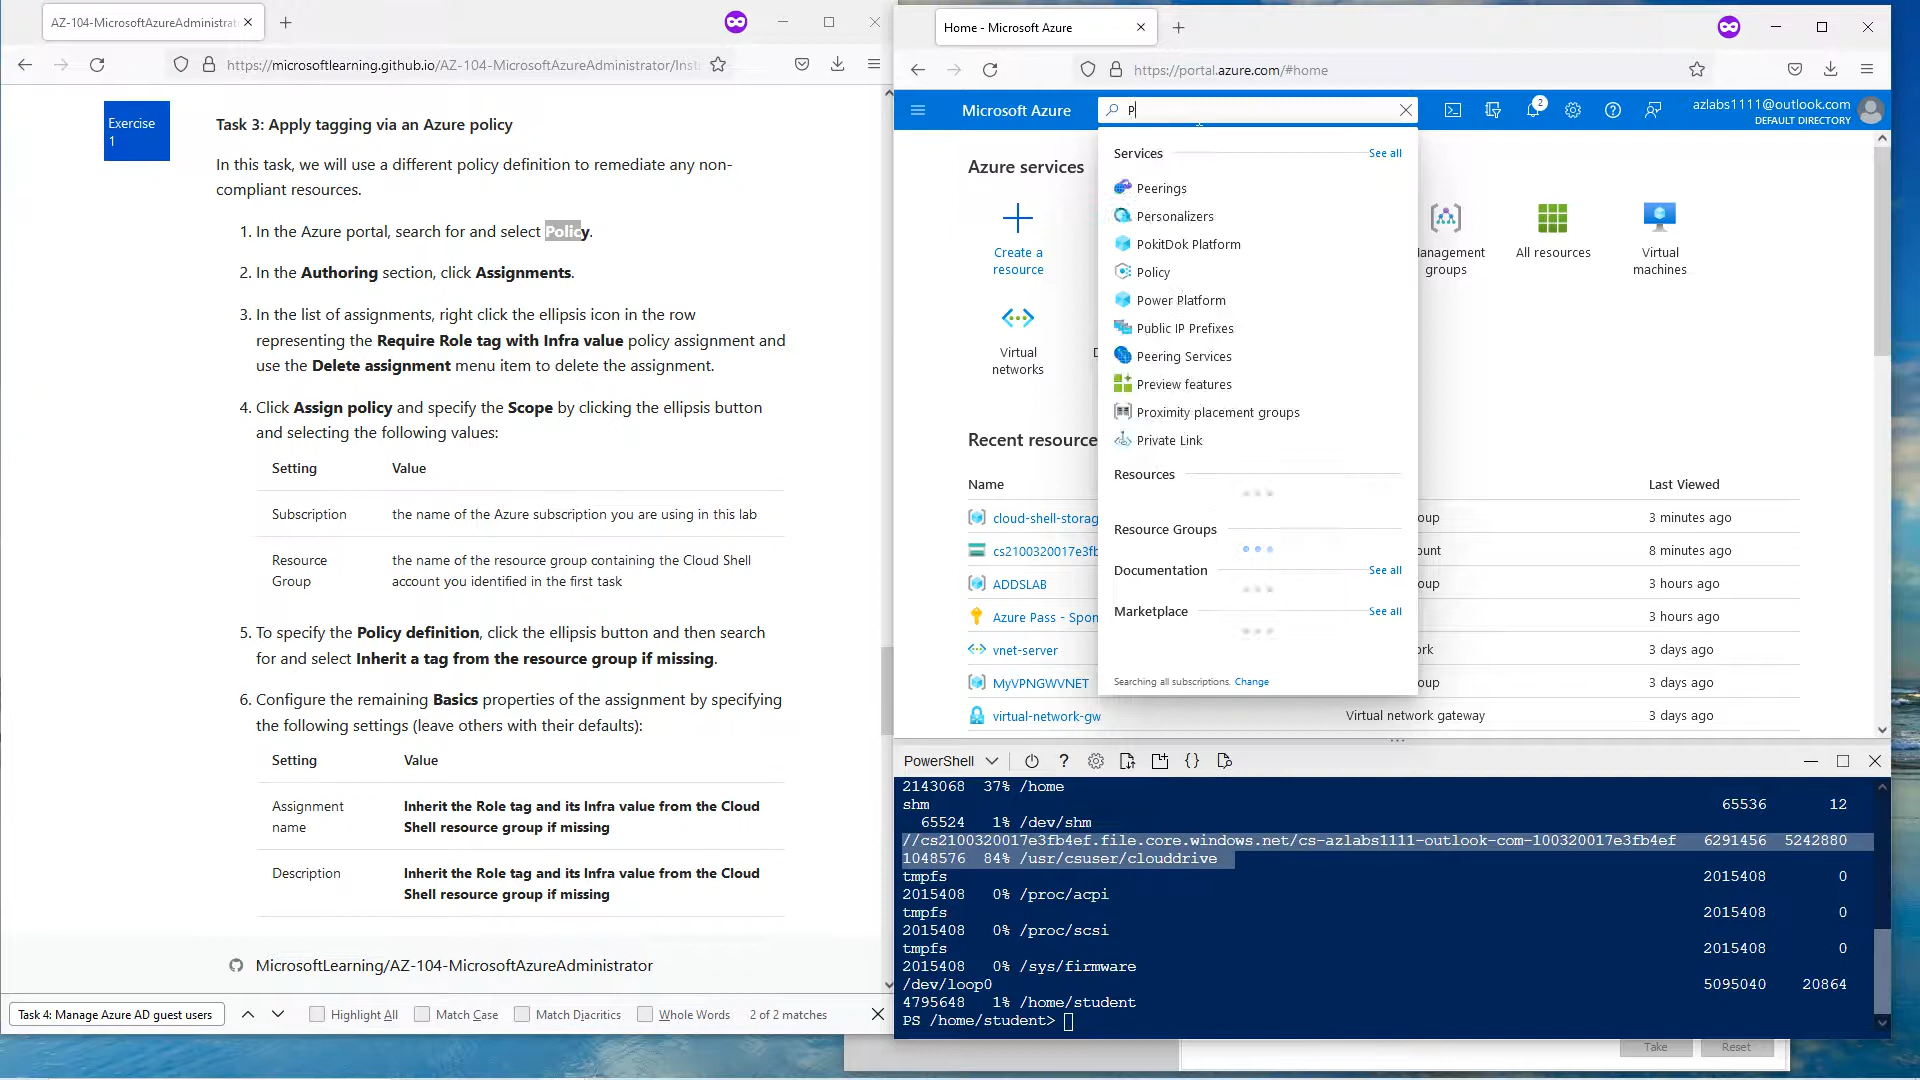 AZ-104-MicrosoftAzureAdministrat
https://microsoftlearning.github.io/AZ-104-MicrosoftAzureAdministrator/Inst
Exercise
1
Task 3: Apply tagging via an Azure policy
In this task, we will use a different policy definition to remediate any non-
compliant resources.
1. In the Azure portal, search for and select Policy.
2. In the Authoring section, click Assignments.
3. In the list of assignments, right click the ellipsis icon in the row
representing the Require Role tag with Infra value policy assignment and
use the Delete assignment menu item to delete the assignment.
4. Click Assign policy and specify the Scope by clicking the ellipsis button
and selecting the following values:
Setting Value
Subscription the name of the Azure subscription you are using in this lab
Resource the name of the resource group containing the Cloud Shell
Group account you identified in the first task
5. To specify the Policy definition, click the ellipsis button and then search
for and select Inherit a tag from the resource group if missing.
6. Configure the remaining Basics properties of the assignment by specifying
the following settings (leave others with their defaults):
Setting Value
Assignment Inherit the Role tag and its Infra value from the Cloud
name Shell resource group if missing
Description Inherit the Role tag and its Infra value from the Cloud
Shell resource group if missing
MicrosoftLearning/AZ-104-MicrosoftAzureAdministrator
Task 4: Manage Azure AD guest users Highlight All Match Case Match Diacritics Whole Words 2 of 2 matches
Home - Microsoft Azure
https://portal.azure.com/#home
Microsoft Azure P 2 azlabs1111@outlook.com
DEFAULT DIRECTORY
Azure services
Create a
resource
Virtual
networks
anagement
groups
All resources
Virtual
machines
Services See all
Peerings
Personalizers
PokitDok Platform
Policy
Power Platform
Public IP Prefixes
Peering Services
Preview features
Proximity placement groups
Private Link
Resources
Resource Groups
Documentation See all
Marketplace See all
Searching all subscriptions. Change
Recent resource
Name Last Viewed
cloud-shell-storag oup 3 minutes ago
cs2100320017e3fb ount 8 minutes ago
ADDSLAB oup 3 hours ago
Azure Pass - Spon 3 hours ago
vnet-server rk 3 days ago
MyVPNGWVNET oup 3 days ago
virtual-network-gw Virtual network gateway 3 days ago
PowerShell ? {}
2143068 37% /home
shm 65536 12
65524 1% /dev/shm
//cs2100320017e3fb4ef.file.core.windows.net/cs-azlabs1111-outlook-com-100320017e3fb4ef 6291456 5242880
1048576 84% /usr/csuser/clouddrive
tmpfs 2015408 0
2015408 0% /proc/acpi
tmpfs 2015408 0
2015408 0% /proc/scsi
tmpfs 2015408 0
2015408 0% /sys/firmware
/dev/loop0 5095040 20864
4795648 1% /home/student
PS /home/student>
Take Reset